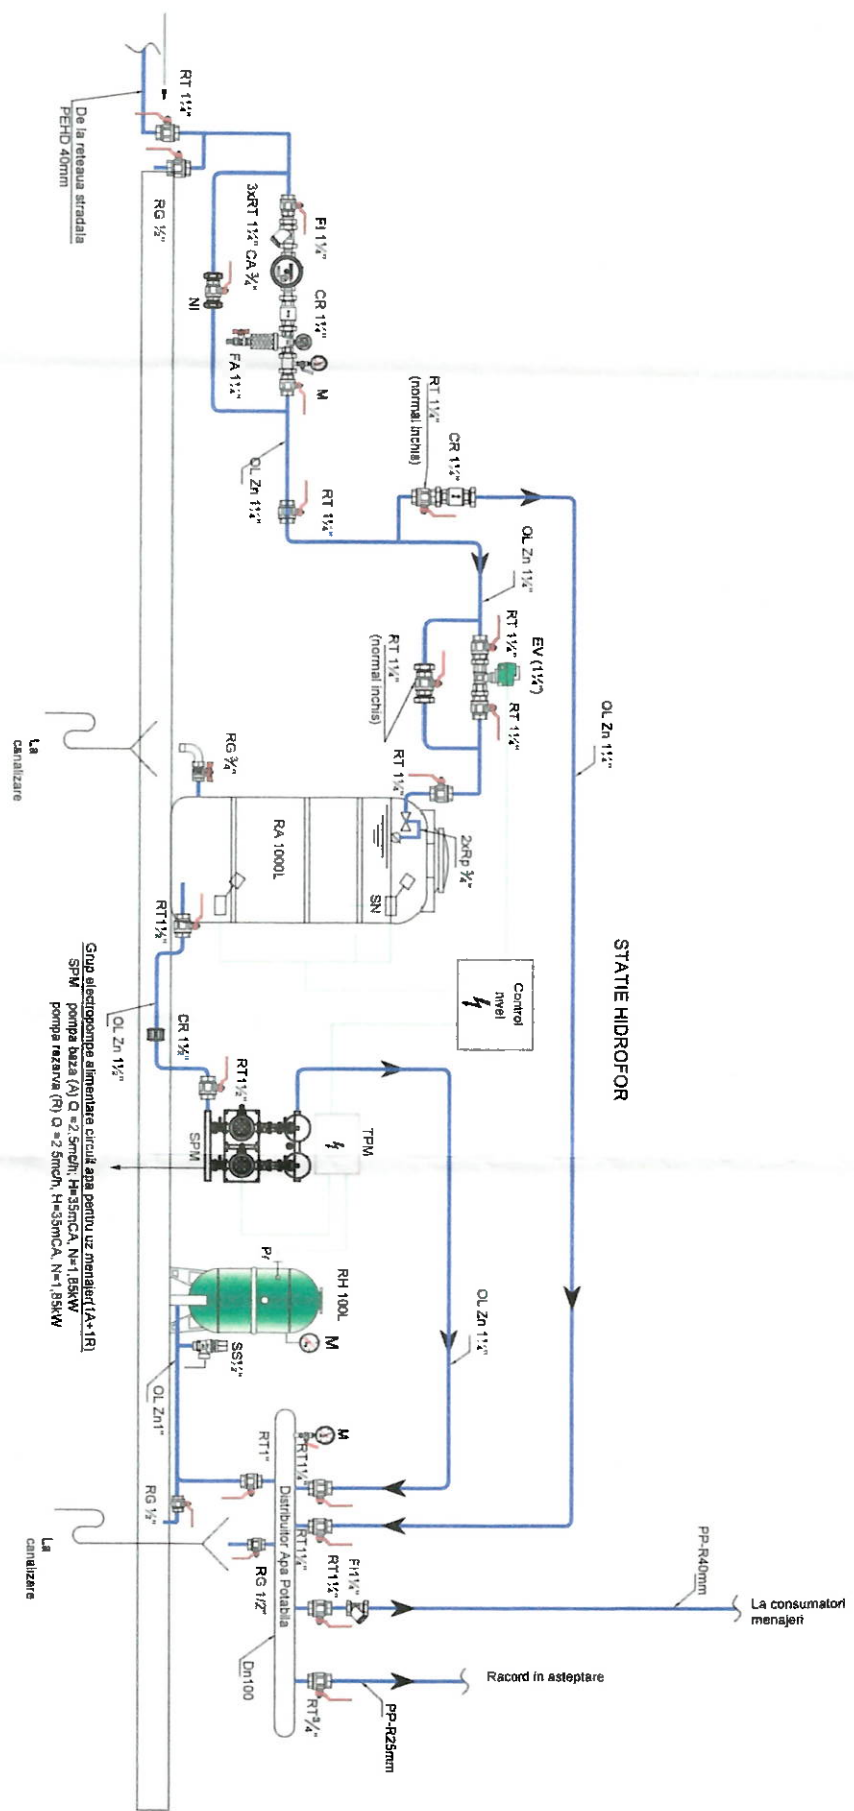 STATIE HIDROFOR
De la reteaua stradala
PEHD 40mm
RT 1¼"
RG ½"
3xRT 1¼"
CA ¾"
FI 1¼"
CR 1¼"
FA 1¼"
M
NI
OL Zn 1¼"
RT 1¼"
RT 1¼"
(normal inchis)
CR 1¼"
OL Zn 1¼"
OL Zn 1¼"
RT 1¼"
EV (1¼")
RT 1¼"
RT 1¼"
(normal inchis)
RT 1¼"
2xRp ¾"
RG ¾"
La
canalizare
RA 1000L
SN
Control
nivel
RT1½"
OL Zn 1½"
CR 1½"
RT1½"
SPM
TPM
Grup electropompe alimentare circuit apa pentru uz menajer(1A+1R)
SPM pompa baza (A) Q =2,5mc/h, H=35mCA, N=1,85kW
pompa rezerva (R) Q =2,5mc/h, H=35mCA, N=1,85kW
Pr
RH 100L
M
SS½"
OL Zn1"
OL Zn 1¼"
RG ½"
RT1"
M
RT1¼"
RT1¼"
Distribuitor Apa Potabila
Dn100
RG 1/2"
La
canalizare
RT1¼"
FI1¼"
PP-R40mm
La consumatori
menajeri
RT¾"
PP-R25mm
Racord in asteptare